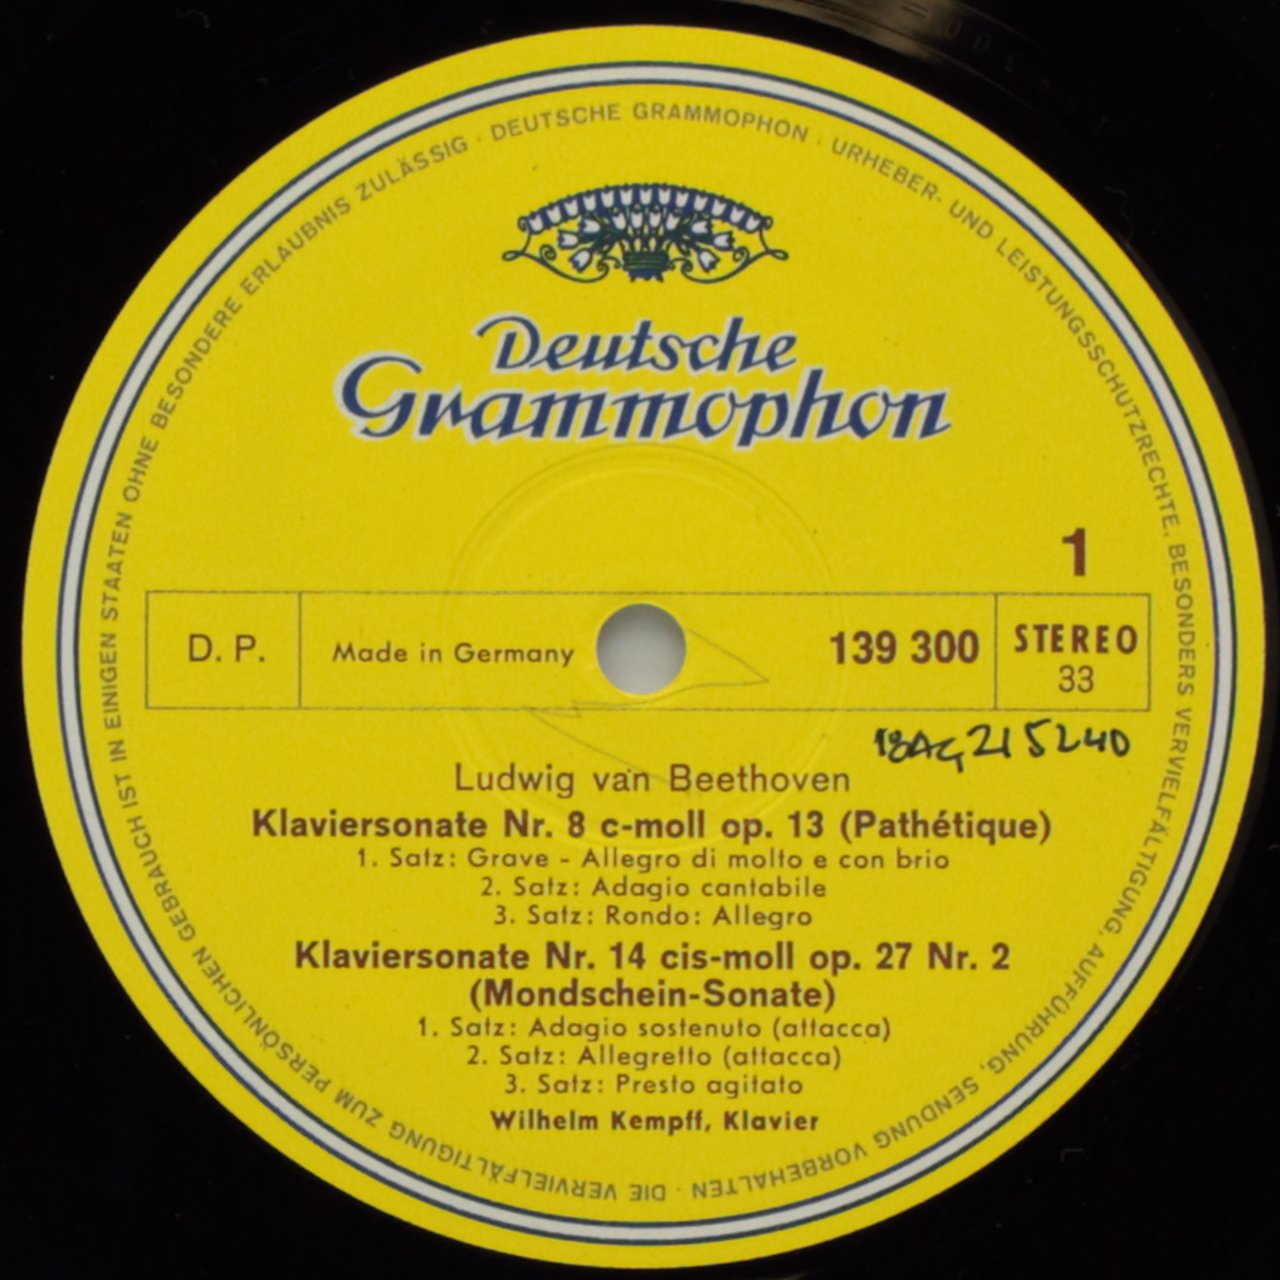 DEUTSCHE GRAMMOPHON · URHEBER- UND LEISTUNGSSCHUTZRECHTE, BESONDERS VERVIELFÄLTIGUNG, AUFFÜHRUNG, SENDUNG VORBEHALTEN · DIE VERVIELFÄLTIGUNG ZUM PERSÖNLICHEN GEBRAUCH IST IN EINIGEN STAATEN OHNE BESONDERE ERLAUBNIS ZULÄSSIG ·
Deutsche
Grammophon
1
D. P.
Made in Germany
139 300
STEREO
33
18AG215240
Ludwig van Beethoven
Klaviersonate Nr. 8 c-moll op. 13 (Pathétique)
1. Satz: Grave - Allegro di molto e con brio
2. Satz: Adagio cantabile
3. Satz: Rondo: Allegro
Klaviersonate Nr. 14 cis-moll op. 27 Nr. 2
(Mondschein-Sonate)
1. Satz: Adagio sostenuto (attacca)
2. Satz: Allegretto (attacca)
3. Satz: Presto agitato
Wilhelm Kempff, Klavier